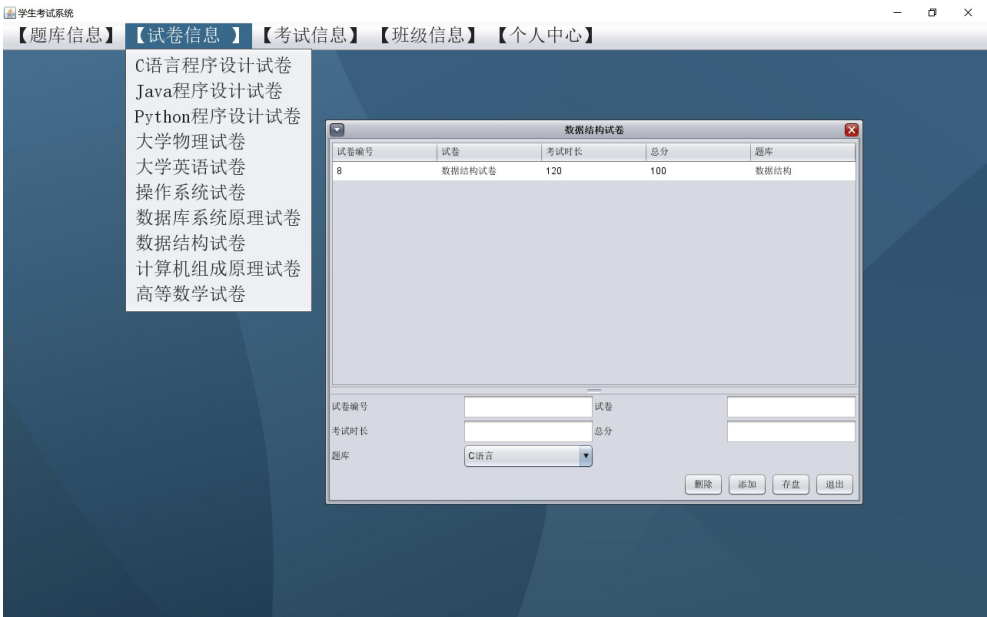 学生考试系统
【题库信息】 【试卷信息 】 【考试信息】 【班级信息】 【个人中心】
C语言程序设计试卷
Java程序设计试卷
Python程序设计试卷
大学物理试卷
大学英语试卷
操作系统试卷
数据库系统原理试卷
数据结构试卷
计算机组成原理试卷
高等数学试卷
数据结构试卷
试卷编号 试卷 考试时长 总分 题库
8 数据结构试卷 120 100 数据结构
试卷编号 试卷
考试时长 总分
题库 C语言
删除 添加 存盘 退出